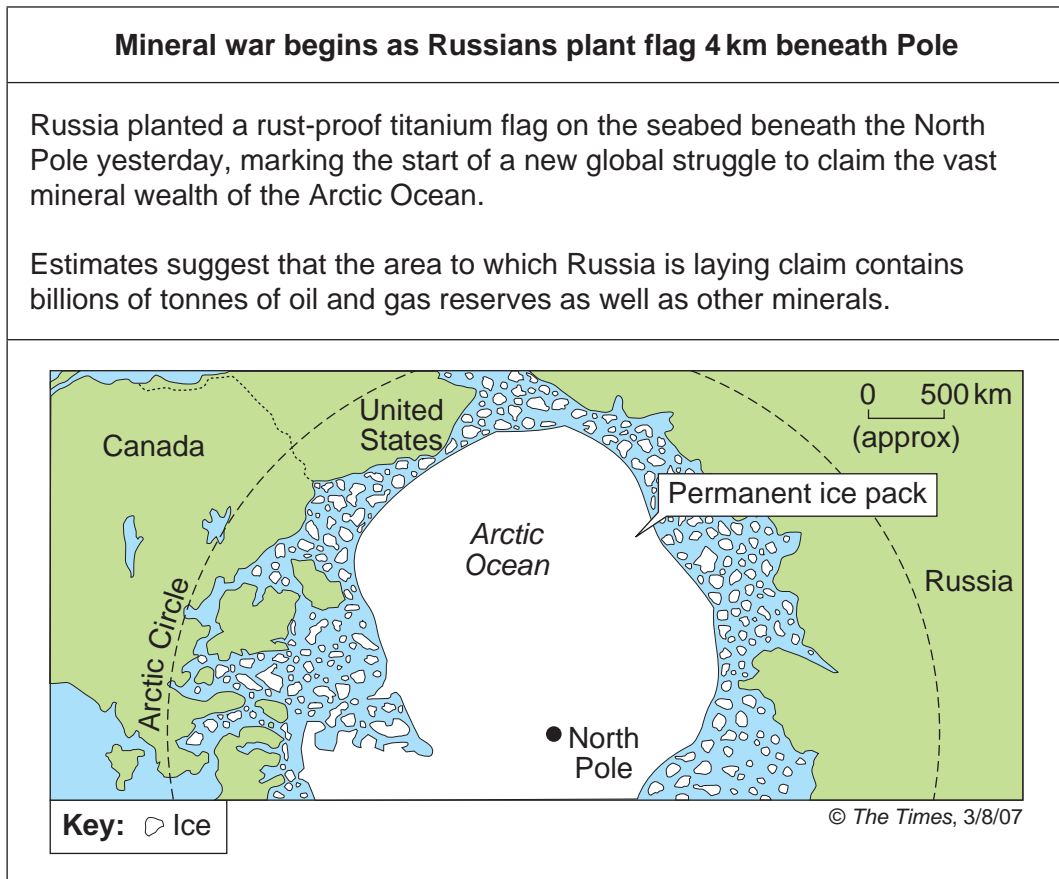 Mineral war begins as Russians plant flag 4 km beneath Pole
Russia planted a rust-proof titanium flag on the seabed beneath the North
Pole yesterday, marking the start of a new global struggle to claim the vast
mineral wealth of the Arctic Ocean.
Estimates suggest that the area to which Russia is laying claim contains
billions of tonnes of oil and gas reserves as well as other minerals.
United
States
Canada
0 500 km
(approx)
Permanent ice pack
Arctic
Ocean
Russia
Arctic Circle
North
Pole
Key: Ice
© The Times, 3/8/07